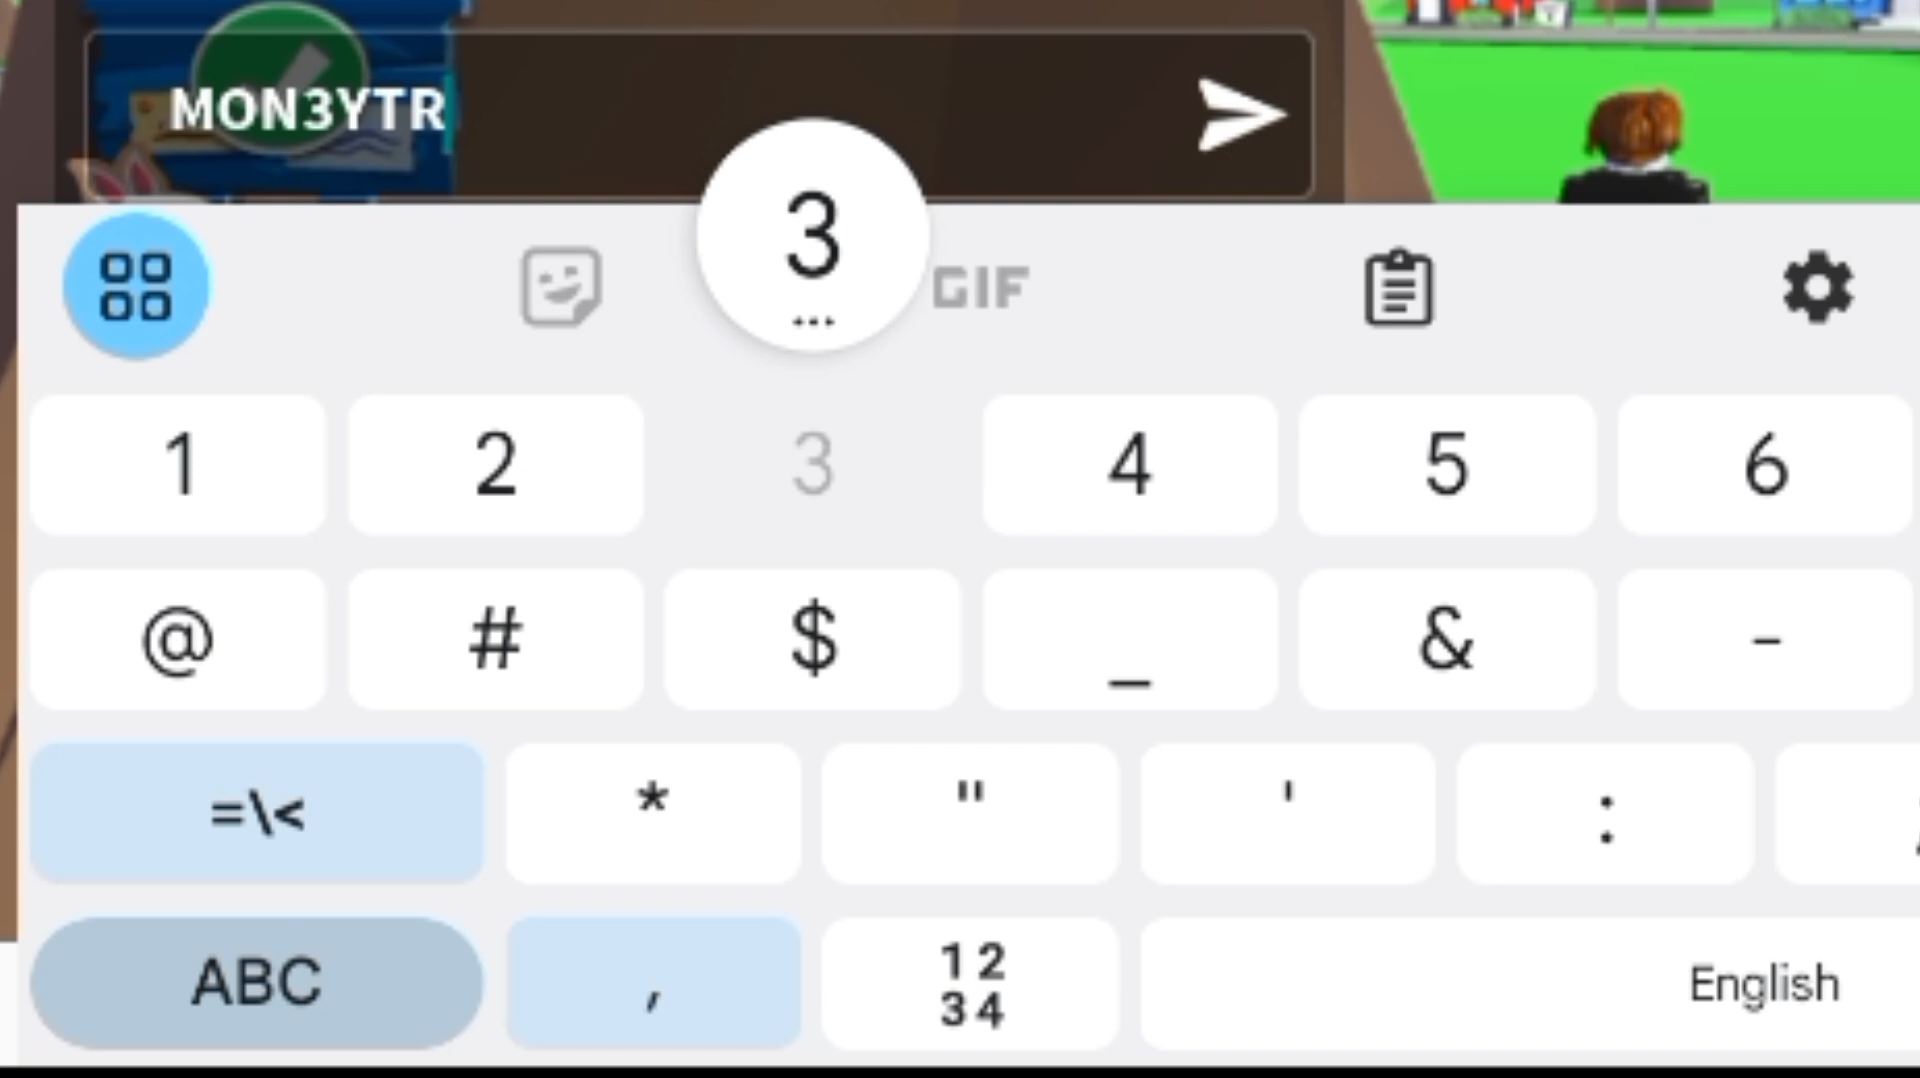 MON3YTR
3
...
GIF
1 2 3 4 5 6
@ # $ _ & -
=\< * " ' :
ABC , 12 34 English